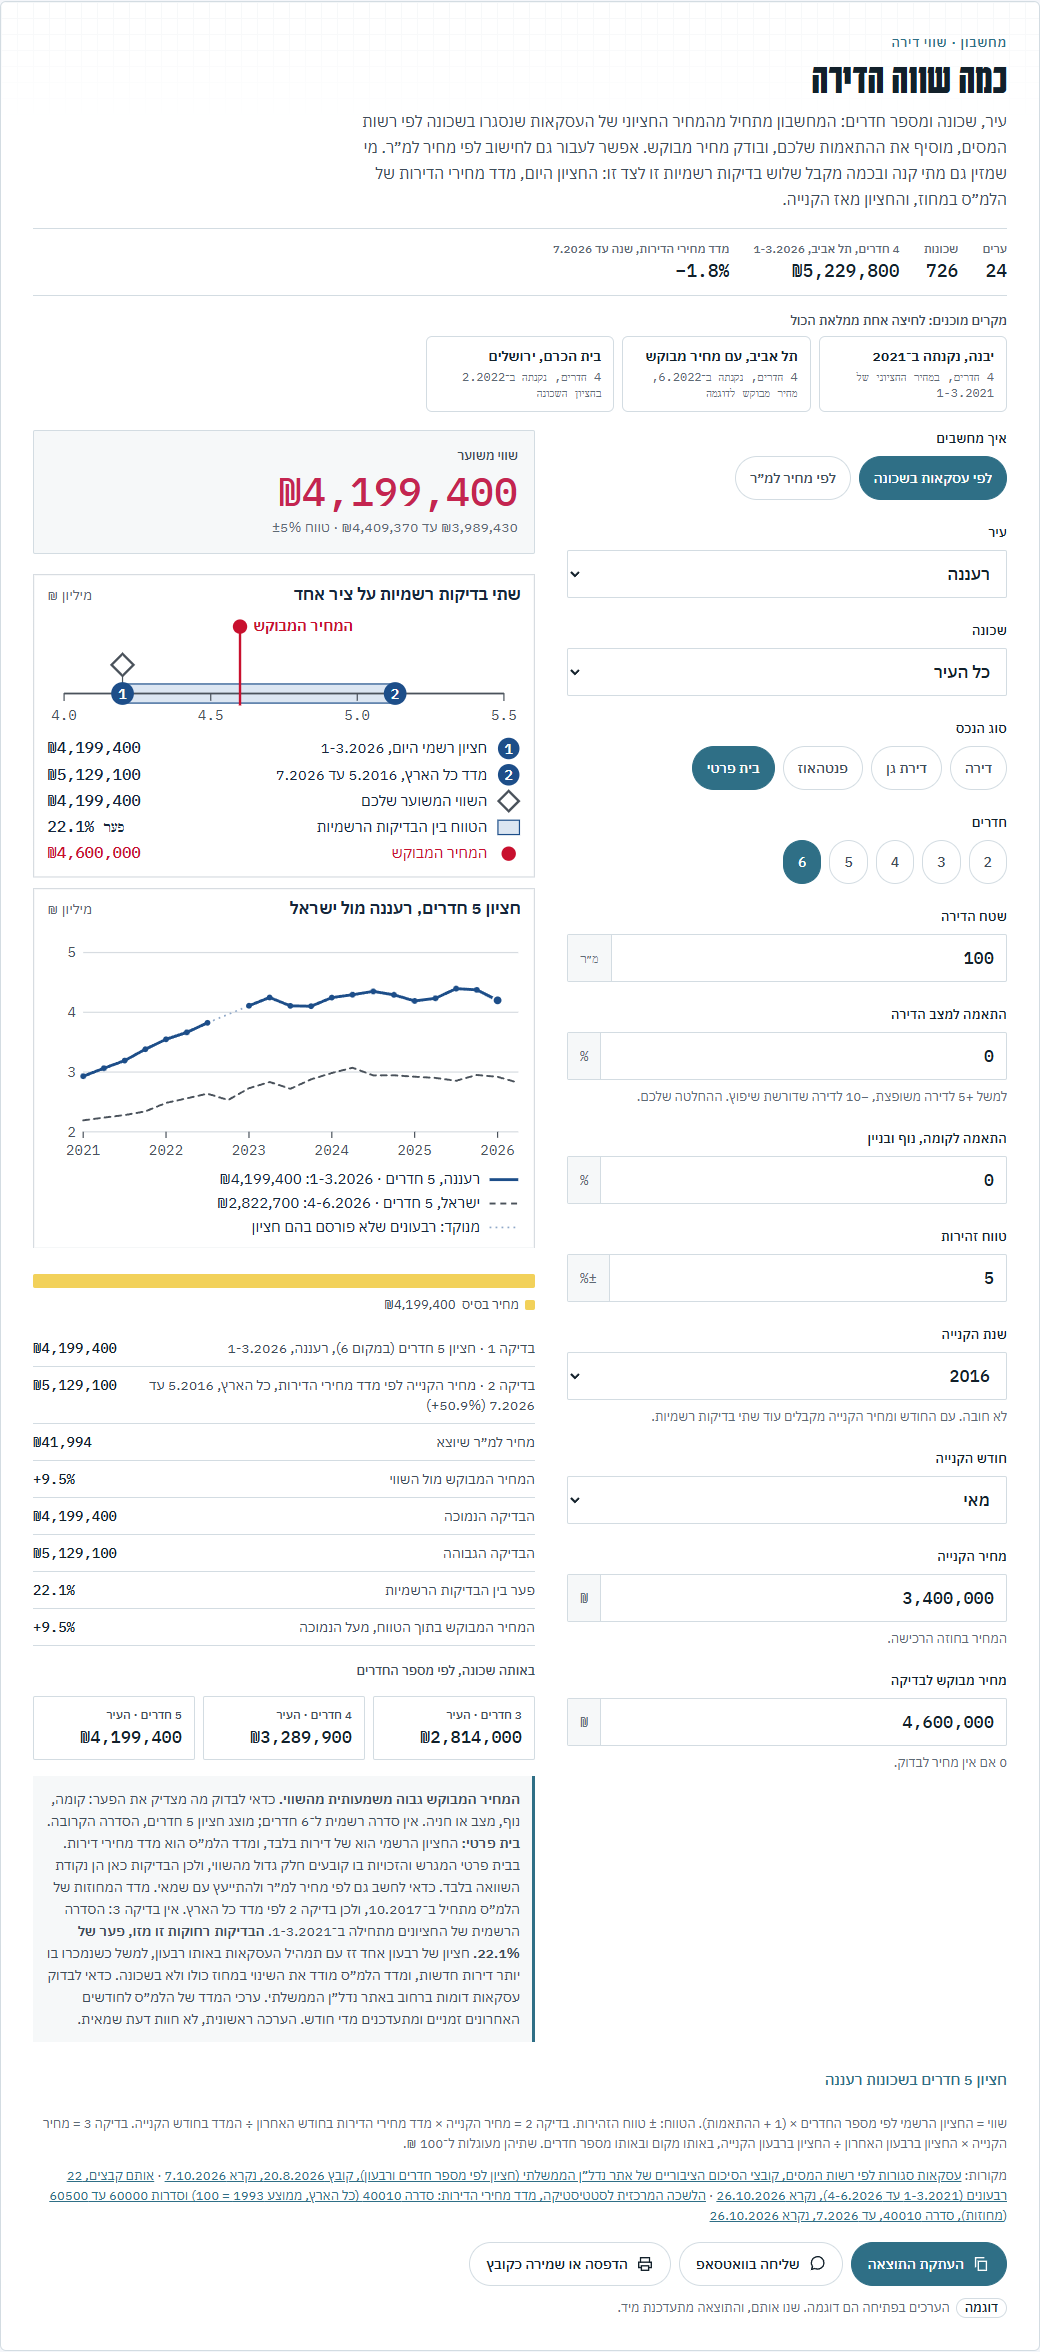 מחשבון · שווי דירה
כמה שווה הדירה
עיר, שכונה ומספר חדרים: המחשבון מתחיל מהמחיר החציוני של העסקאות שנסגרו בשכונה לפי רשות
המסים, מוסיף את ההתאמות שלכם, ובודק מחיר מבוקש. אפשר לעבור גם לחישוב לפי מחיר למ״ר. מי
שמזין גם מתי קנה ובכמה מקבל שלוש בדיקות רשמיות זו לצד זו: החציון היום, מדד מחירי הדירות של
הלמ״ס במחוז, והחציון מאז הקנייה.
ערים
24
שכונות
726
4 חדרים, תל אביב, 1-3.2026
₪5,229,800
מדד מחירי הדירות, שנה עד 7.2026
−1.8%
מקרים מוכנים: לחיצה אחת ממלאת הכול
יבנה, נקנתה ב־2021
4 חדרים, במחיר החציוני של
1-3.2021
תל אביב, עם מחיר מבוקש
4 חדרים, נקנתה ב־6.2022,
מחיר מבוקש לדוגמה
בית הכרם, ירושלים
4 חדרים, נקנתה ב־2.2022
בחציון השכונה
איך מחשבים
לפי עסקאות בשכונה
לפי מחיר למ״ר
עיר
רעננה
שכונה
כל העיר
סוג הנכס
דירה
דירת גן
פנטהאוז
בית פרטי
חדרים
2
3
4
5
6
שטח הדירה
100
מ״ר
התאמה למצב הדירה
0
%
למשל +5 לדירה משופצת, −10 לדירה שדורשת שיפוץ. ההחלטה שלכם.
התאמה לקומה, נוף ובניין
0
%
טווח זהירות
5
±%
שנת הקנייה
2016
לא חובה. עם החודש ומחיר הקנייה מקבלים עוד שתי בדיקות רשמיות.
חודש הקנייה
מאי
מחיר הקנייה
3,400,000
₪
המחיר בחוזה הרכישה.
מחיר מבוקש לבדיקה
4,600,000
₪
0 אם אין מחיר לבדוק.
שווי משוער
₪4,199,400
₪3,989,430 עד ₪4,409,370 · טווח ±5%
שתי בדיקות רשמיות על ציר אחד
מיליון ₪
המחיר המבוקש
1
2
4.0
4.5
5.0
5.5
1 חציון רשמי היום, 1-3.2026 ₪4,199,400
2 מדד כל הארץ, 5.2016 עד 7.2026 ₪5,129,100
השווי המשוער שלכם ₪4,199,400
הטווח בין הבדיקות הרשמיות פער 22.1%
המחיר המבוקש ₪4,600,000
חציון 5 חדרים, רעננה מול ישראל
מיליון ₪
5
4
3
2
2021
2022
2023
2024
2025
2026
רעננה, 5 חדרים · 1-3.2026: ₪4,199,400
ישראל, 5 חדרים · 4-6.2026: ₪2,822,700
מנוקד: רבעונים שלא פורסם בהם חציון
מחיר בסיס ₪4,199,400
בדיקה 1 · חציון 5 חדרים (במקום 6), רעננה, 1-3.2026 ₪4,199,400
בדיקה 2 · מחיר הקנייה לפי מדד מחירי הדירות, כל הארץ, 5.2016 עד ₪5,129,100
7.2026 (+50.9%)
מחיר למ״ר שיוצא ₪41,994
המחיר המבוקש מול השווי +9.5%
הבדיקה הנמוכה ₪4,199,400
הבדיקה הגבוהה ₪5,129,100
פער בין הבדיקות הרשמיות 22.1%
המחיר המבוקש בתוך הטווח, מעל הנמוכה +9.5%
באותה שכונה, לפי מספר החדרים
3 חדרים · העיר
₪2,814,000
4 חדרים · העיר
₪3,289,900
5 חדרים · העיר
₪4,199,400
המחיר המבוקש גבוה משמעותית מהשווי. כדאי לבדוק מה מצדיק את הפער: קומה,
נוף, מצב או חניה. אין סדרה רשמית ל־6 חדרים; מוצג חציון 5 חדרים, הסדרה הקרובה.
בית פרטי: החציון הרשמי הוא של דירות בלבד, ומדד הלמ״ס הוא מדד מחירי דירות.
בבית פרטי המגרש והזכויות בו קובעים חלק גדול מהשווי, ולכן הבדיקות כאן הן נקודת
השוואה בלבד. כדאי לחשב גם לפי מחיר למ״ר ולהתייעץ עם שמאי. מדד המחוזות של
הלמ״ס מתחיל ב־10.2017, ולכן בדיקה 2 לפי מדד כל הארץ. אין בדיקה 3: הסדרה
הרשמית של החציונים מתחילה ב־1-3.2021. הבדיקות רחוקות זו מזו, פער של
22.1%. חציון של רבעון אחד זז עם תמהיל העסקאות באותו רבעון, למשל כשנמכרו בו
יותר דירות חדשות, ומדד הלמ״ס מודד את השינוי במחוז כולו ולא בשכונה. כדאי לבדוק
עסקאות דומות ברחוב באתר נדל״ן הממשלתי. ערכי המדד של הלמ״ס לחודשים
האחרונים זמניים ומתעדכנים מדי חודש. הערכה ראשונית, לא חוות דעת שמאית.
חציון 5 חדרים בשכונות רעננה
שווי = החציון הרשמי לפי מספר החדרים × (1 + ההתאמות). הטווח: ± טווח הזהירות. בדיקה 2 = מחיר הקנייה × מדד מחירי הדירות בחודש האחרון ÷ המדד בחודש הקנייה. בדיקה 3 = מחיר
הקנייה × החציון ברבעון האחרון ÷ החציון ברבעון הקנייה, באותו מקום ובאותו מספר חדרים. שתיהן מעוגלות ל־100 ₪.
מקורות: עסקאות סגורות לפי רשות המסים, קובצי הסיכום הציבוריים של אתר נדל״ן הממשלתי (חציון לפי מספר חדרים ורבעון), קובץ 20.8.2026, נקרא 7.10.2026 · אותם קבצים, 22
רבעונים (1-3.2021 עד 4-6.2026), נקרא 26.10.2026 · הלשכה המרכזית לסטטיסטיקה, מדד מחירי הדירות: סדרה 40010 (כל הארץ, ממוצע 1993 = 100) וסדרות 60000 עד 60500
(מחוזות), סדרה 40010, עד 7.2026, נקרא 26.10.2026
העתקת התוצאה
שליחה בוואטסאפ
הדפסה או שמירה כקובץ
דוגמה הערכים בפתיחה הם דוגמה. שנו אותם, והתוצאה מתעדכנת מיד.